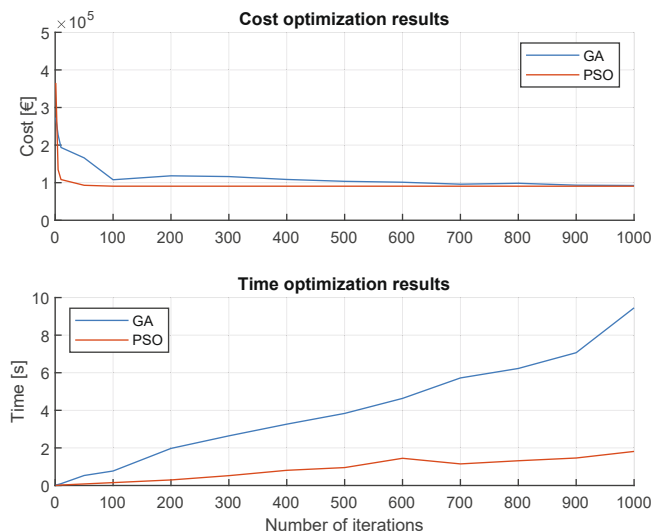 Cost optimization results
×10⁵
5
4
3
2
1
0
Cost [€]
GA
PSO
0 100 200 300 400 500 600 700 800 900 1000
Time optimization results
10
8
6
4
2
0
Time [s]
GA
PSO
0 100 200 300 400 500 600 700 800 900 1000
Number of iterations